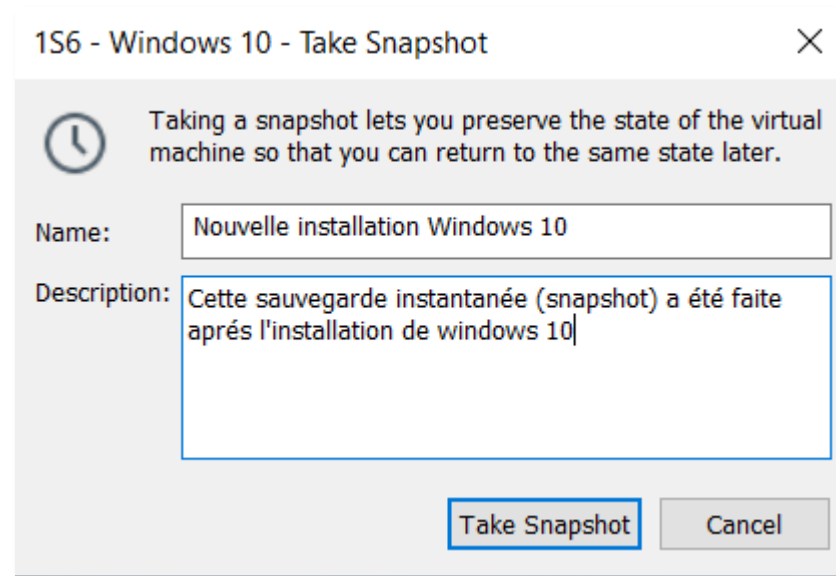 1S6 - Windows 10 - Take Snapshot
Taking a snapshot lets you preserve the state of the virtual
machine so that you can return to the same state later.
Name:
Nouvelle installation Windows 10
Description:
Cette sauvegarde instantanée (snapshot) a été faite
aprés l'installation de windows 10
Take Snapshot
Cancel